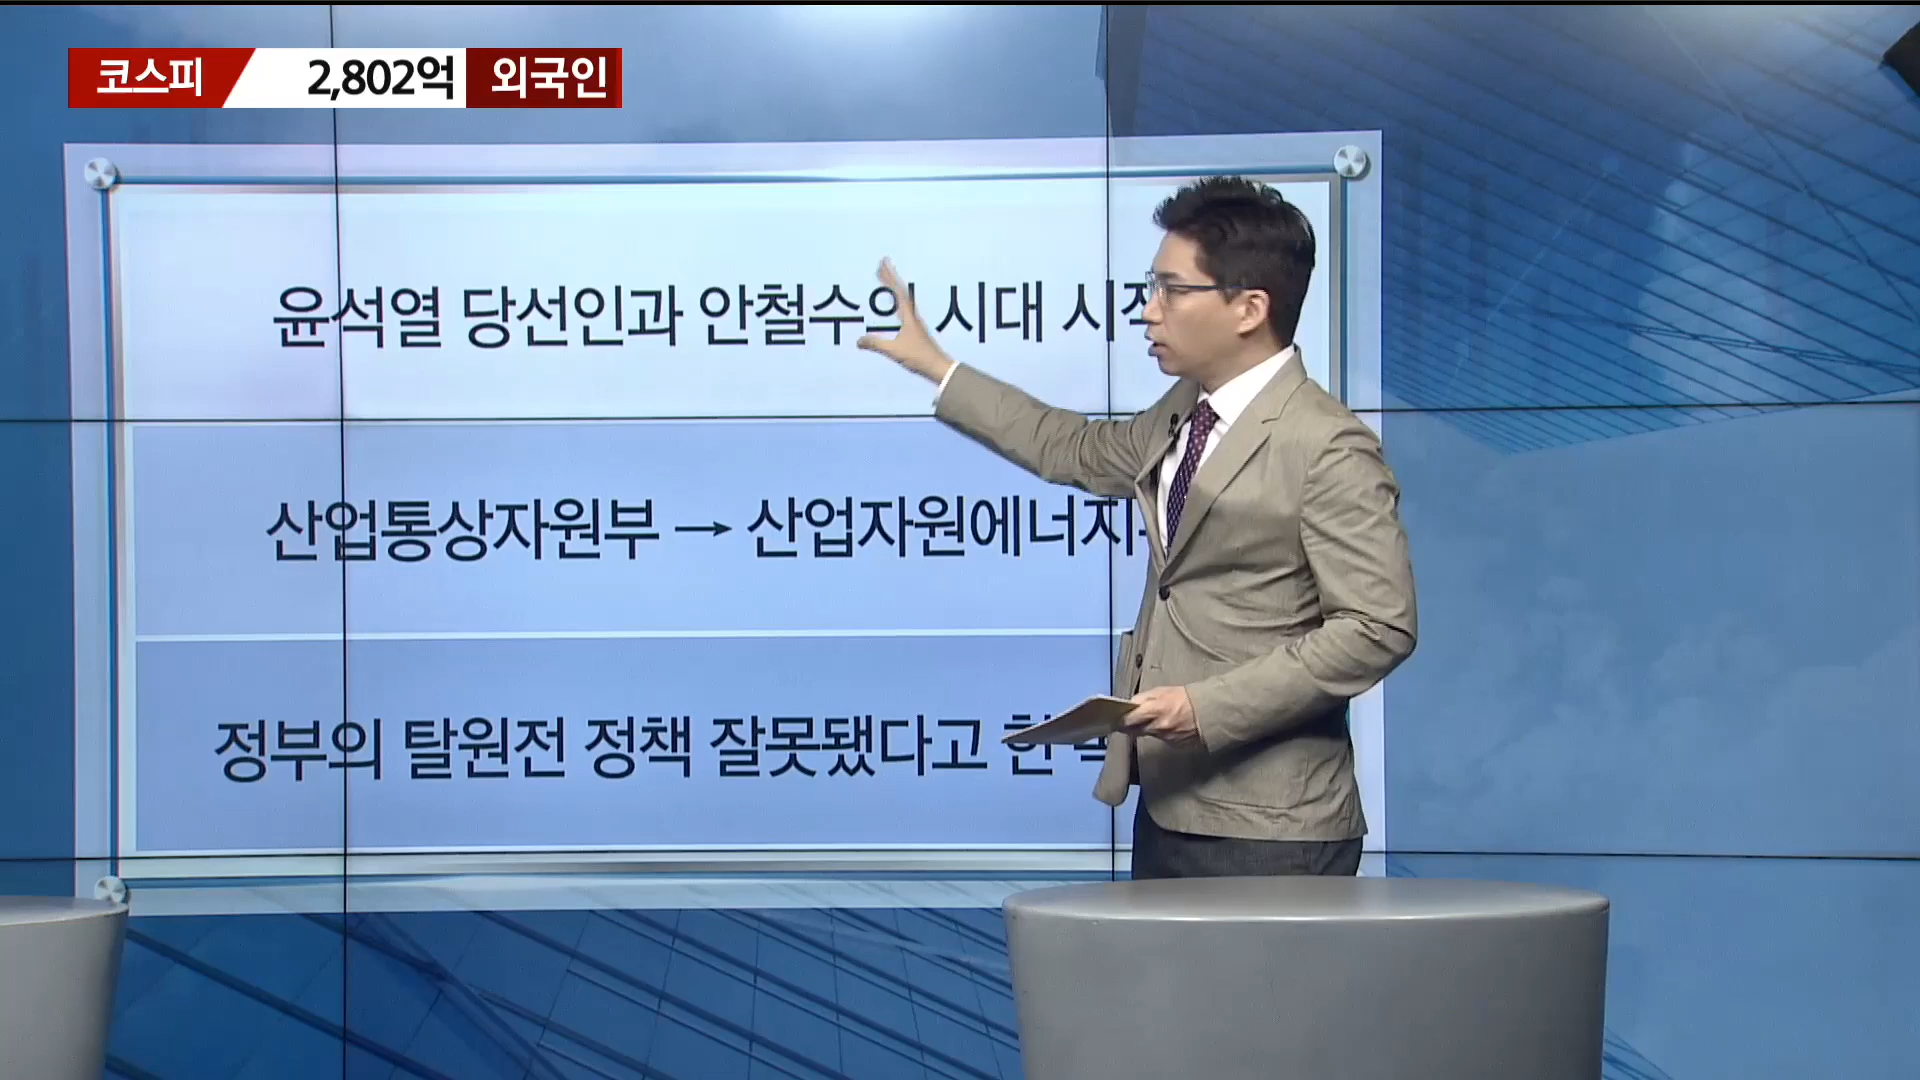 코스피 2,802억 외국인
윤석열 당선인과 안철수의 시대
산업통상자원부 → 산업자원에너지
정부의 탈원전 정책 잘못됐다고